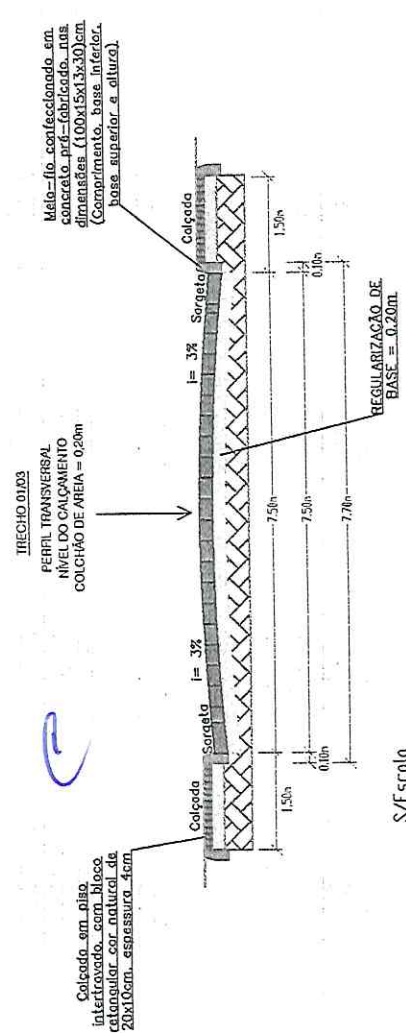 TRECHO 01/03
PERFIL TRANSVERSAL
NÍVEL DO CALÇAMENTO
COLCHÃO DE AREIA = 0,20m
Calçada em piso
intertravado, com bloco
retangular cor natural de
20x10cm, espessura 4cm
Meio-fio confeccionado em
concreto pré-fabricado, nas
dimensões (100x15x13x30)cm
(Comprimento, base inferior,
base superior e altura).
Calçada
Sargeta
i= 3%
i= 3%
Sargeta
Calçada
1,50m
0,10m
7,50m
0,10m
1,50m
7,50m
7,70m
REGULARIZAÇÃO DE
BASE = 0,20m
S/Escala